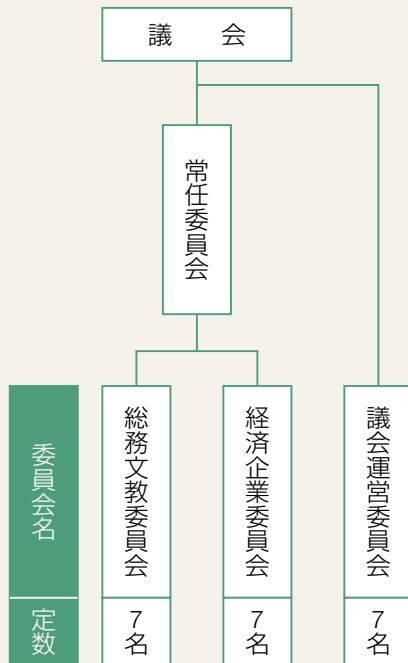 議　会
常任委員会
委員会名
総務文教委員会
経済企業委員会
議会運営委員会
定数
7名
7名
7名